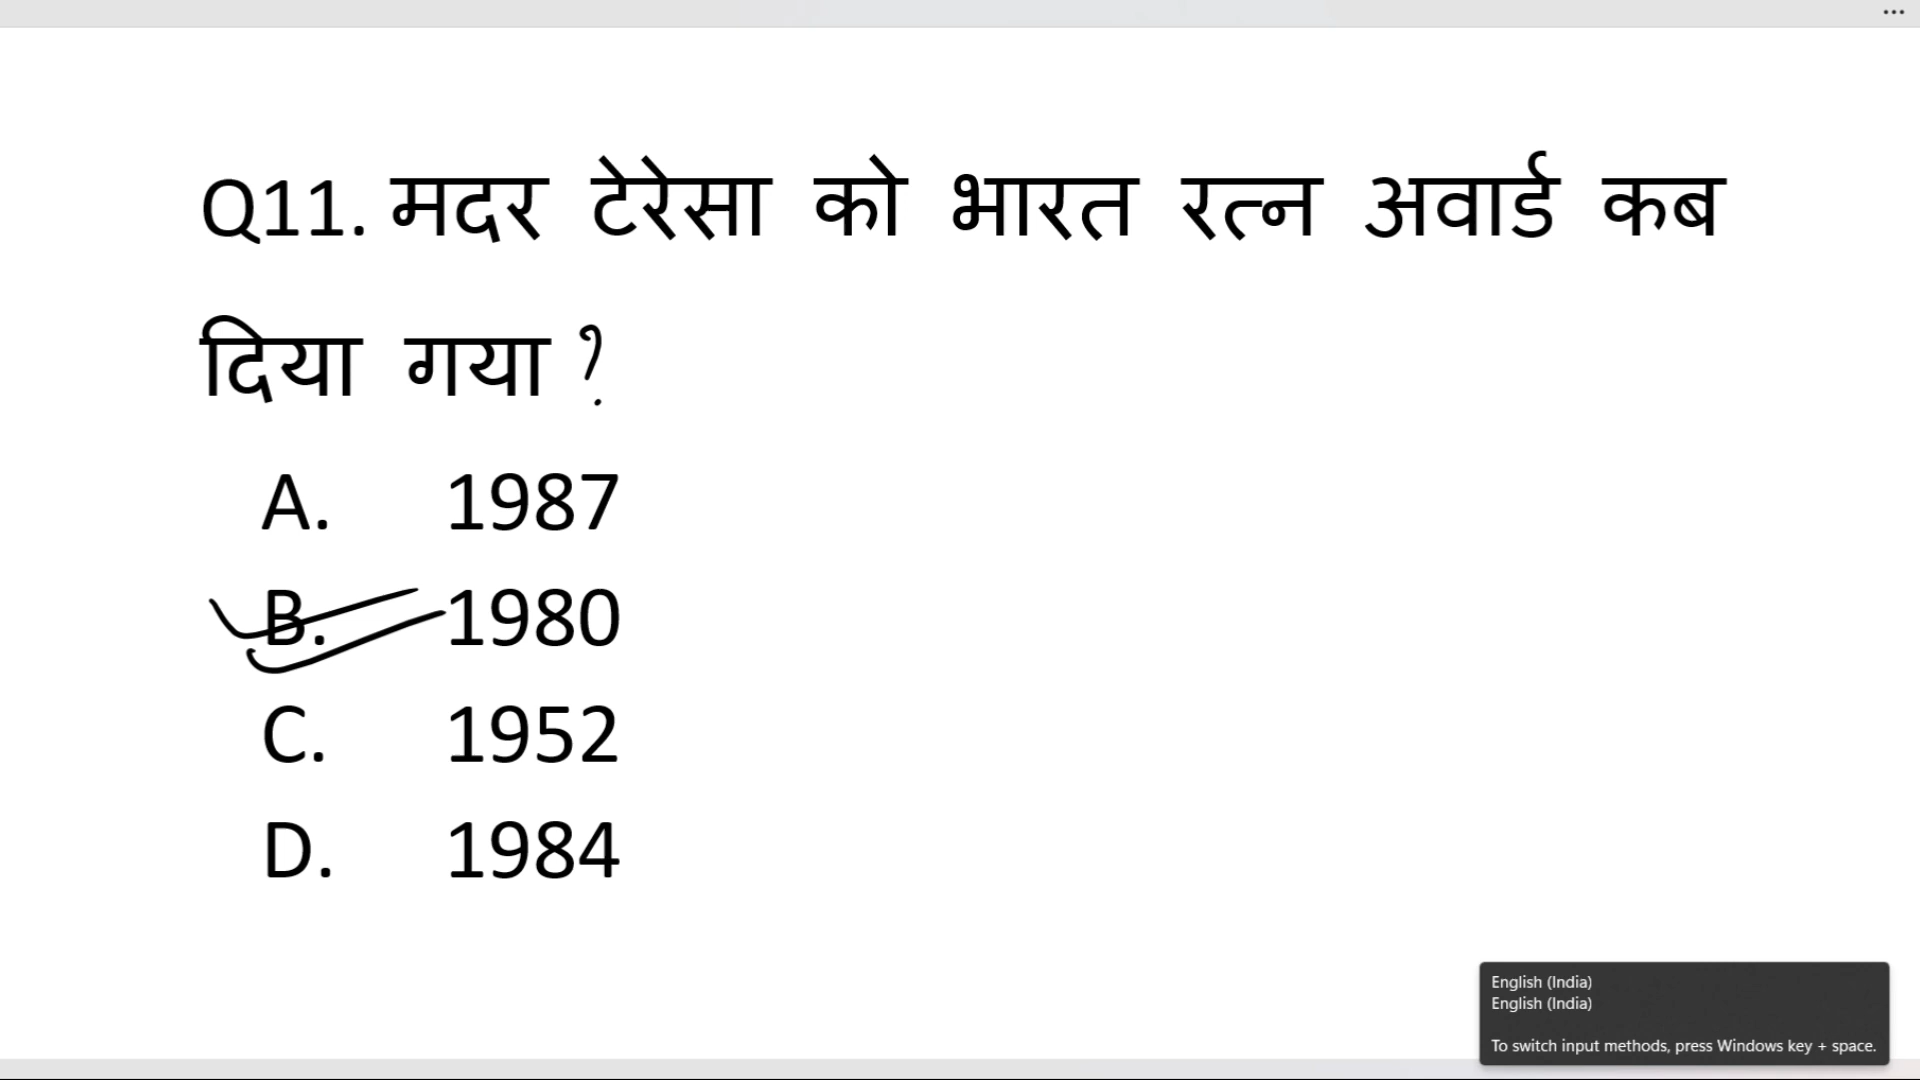 Q11. मदर टेरेसा को भारत रत्न अवार्ड कब
दिया गया ?
A. 1987
B. 1980
C. 1952
D. 1984
English (India)
English (India)
To switch input methods, press Windows key + space.